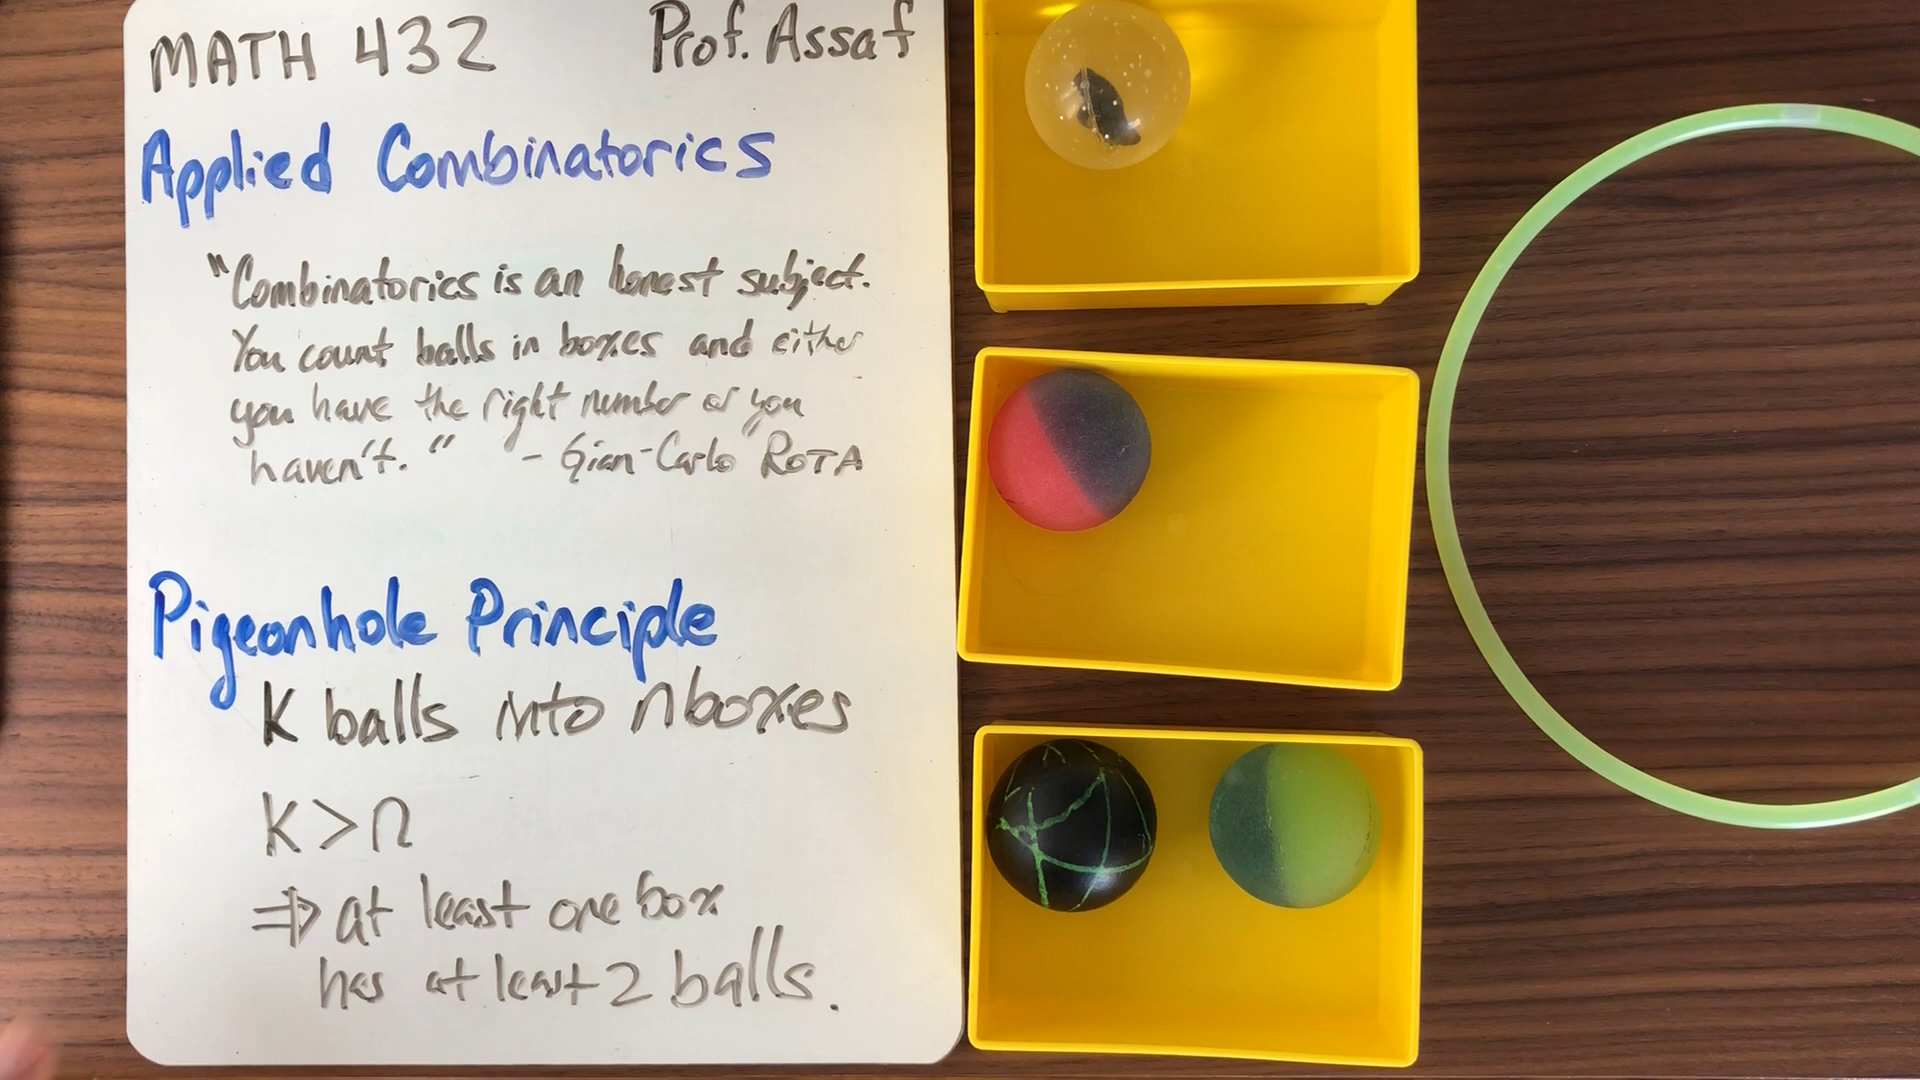 MATH 432 Prof. Assaf
Applied Combinatorics
"Combinatorics is an honest subject.
You count balls in boxes and either
you have the right number or you
haven't." - Gian-Carlo ROTA
Pigeonhole Principle
K balls into n boxes
K > n
⇒ at least one box
has at least 2 balls.